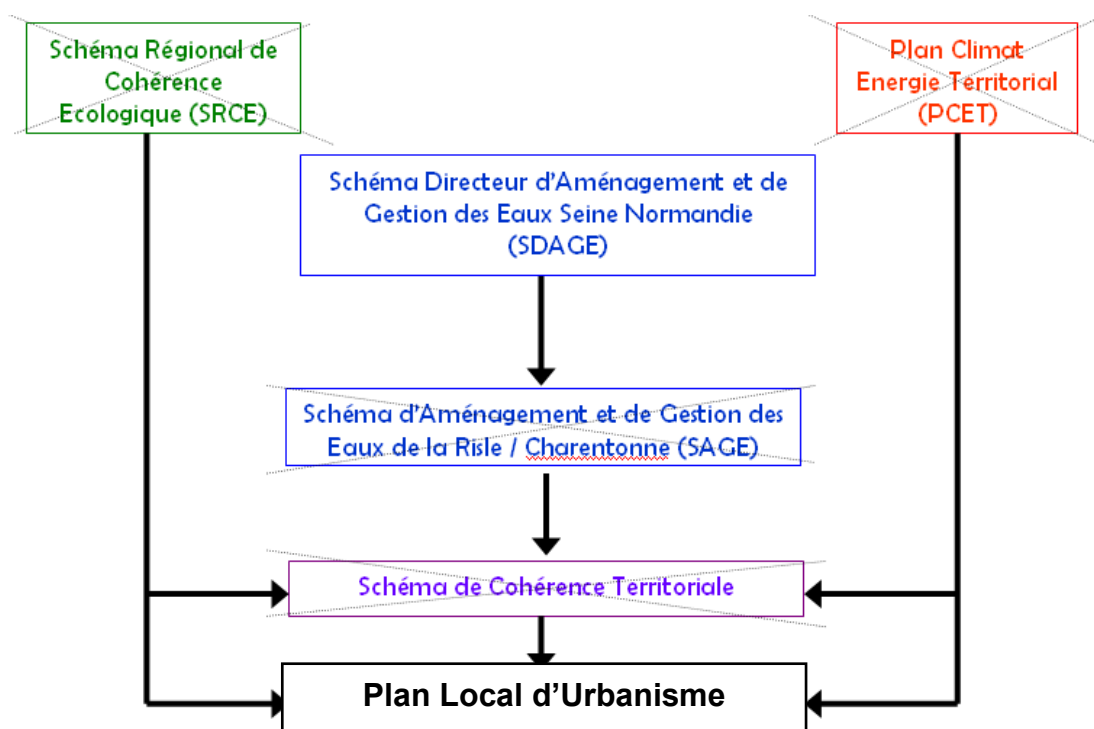 Schéma Régional de
Cohérence
Ecologique (SRCE)
Plan Climat
Energie Territorial
(PCET)
Schéma Directeur d'Aménagement et de
Gestion des Eaux Seine Normandie
(SDAGE)
Schéma d'Aménagement et de Gestion des
Eaux de la Risle / Charentonne (SAGE)
Schéma de Cohérence Territoriale
Plan Local d'Urbanisme